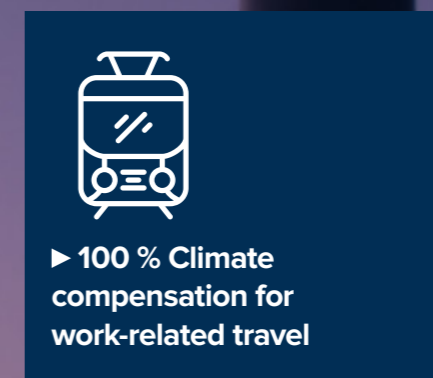 ►100 % Climate
compensation for
work-related travel